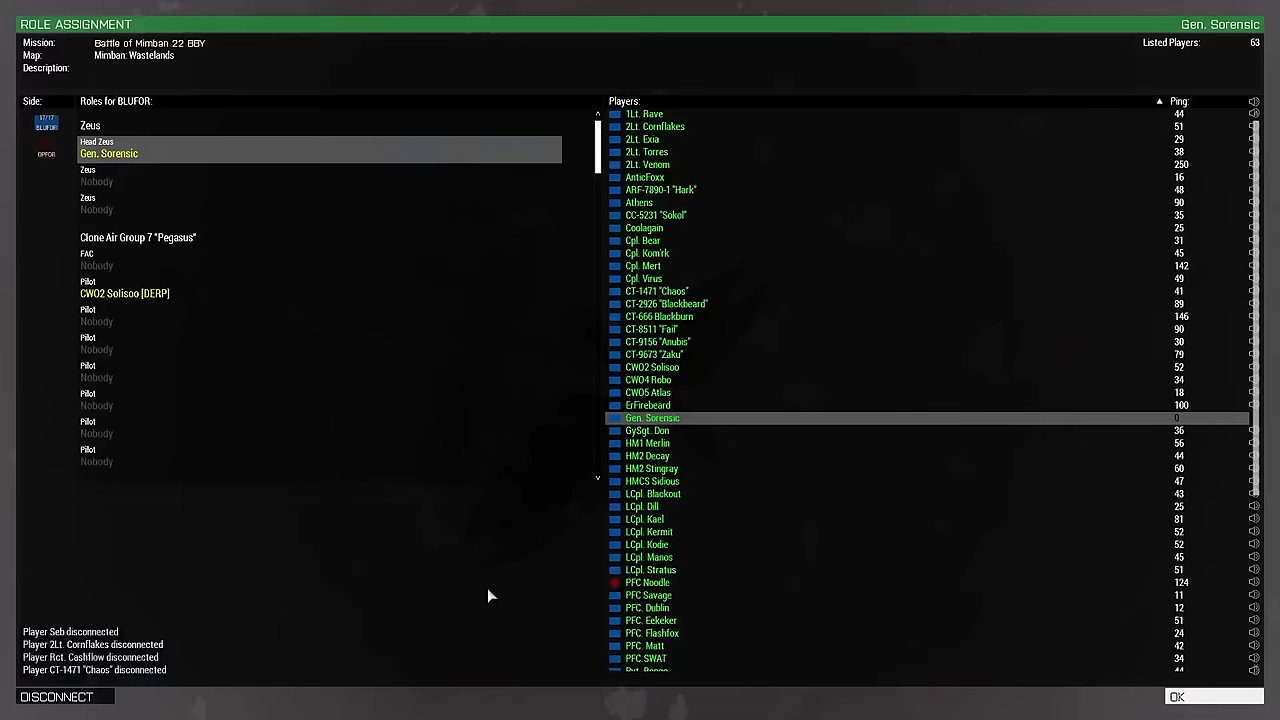 ROLE ASSIGNMENT
Gen. Sorensic
Mission: Battle of Mimban 22 BBY
Map: Mimban: Wastelands
Description:
Listed Players: 63
Side:
BLUFOR
OPFOR
Roles for BLUFOR:
Zeus
Head Zeus
Gen. Sorensic
Zeus
Nobody
Zeus
Nobody
Clone Air Group 7 "Pegasus"
FAC
Nobody
Pilot
CWO2 Solisoo [DERP]
Pilot
Nobody
Pilot
Nobody
Pilot
Nobody
Pilot
Nobody
Pilot
Nobody
Pilot
Nobody
Players: Ping:
1Lt. Rave 44
2Lt. Cornflakes 51
2Lt. Exia 29
2Lt. Torres 38
2Lt. Venom 250
AnticFoxx 16
ARF-7890-1 "Hark" 48
Athens 90
CC-5231 "Sokol" 35
Coolagain 25
Cpl. Bear 31
Cpl. Kom'rk 45
Cpl. Mert 142
Cpl. Virus 49
CT-1471 "Chaos" 41
CT-2926 "Blackbeard" 89
CT-666 Blackburn 146
CT-8511 "Fail" 90
CT-9156 "Anubis" 30
CT-9673 "Zaku" 79
CWO2 Solisoo 52
CWO4 Robo 34
CWO5 Atlas 18
ErFirebeard 100
Gen. Sorensic 0
GySgt. Don 36
HM1 Merlin 56
HM2 Decay 44
HM2 Stingray 60
HMCS Sidious 47
LCpl. Blackout 43
LCpl. Dill 25
LCpl. Kael 81
LCpl. Kermit 52
LCpl. Kodie 52
LCpl. Manos 45
LCpl. Stratus 51
PFC Noodle 124
PFC Savage 11
PFC. Dublin 12
PFC. Eekeker 51
PFC. Flashfox 24
PFC. Matt 42
PFC.SWAT 34
Player Seb disconnected
Player 2Lt. Cornflakes disconnected
Player Rct. Cashflow disconnected
Player CT-1471 "Chaos" disconnected
DISCONNECT
OK